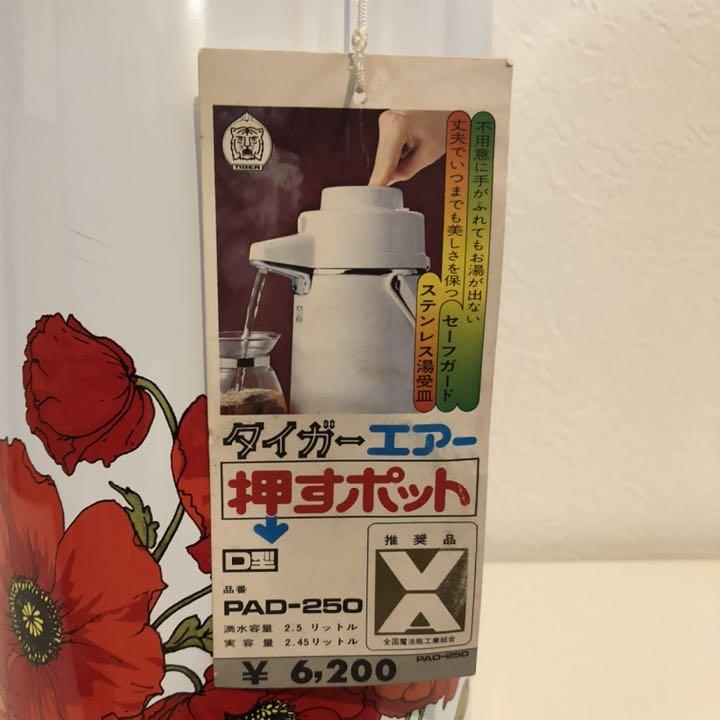 TIGER
不用意に手がふれてもお湯が出ない
セーフガード
丈夫でいつまでも美しさを保つ
ステンレス湯受皿
タイガーエアー
押すポット
D型
品番
PAD-250
満水容量 2.5 リットル
実容量 2.45リットル
推奨品
全国魔法瓶工業組合
¥ 6,200
PAD-250